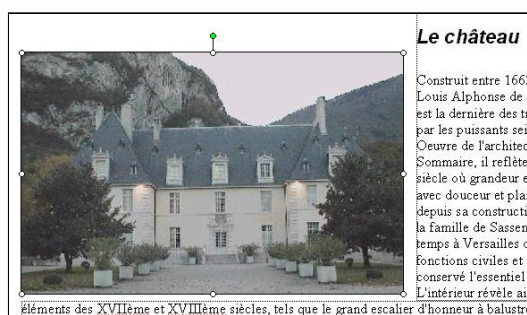 Le château
Construit entre 1662
Louis Alphonse de
est la dernière des tr
par les puissants sei
Oeuvre de l'architec
Sommaire, il reflète
siècle où grandeur e
avec douceur et pla
depuis sa constructi
la famille de Sassen
temps à Versailles o
fonctions civiles et
conservé l'essentiel
L'intérieur révèle ai
éléments des XVIIème et XVIIIème siècles, tels que le grand escalier d'honneur à balustr